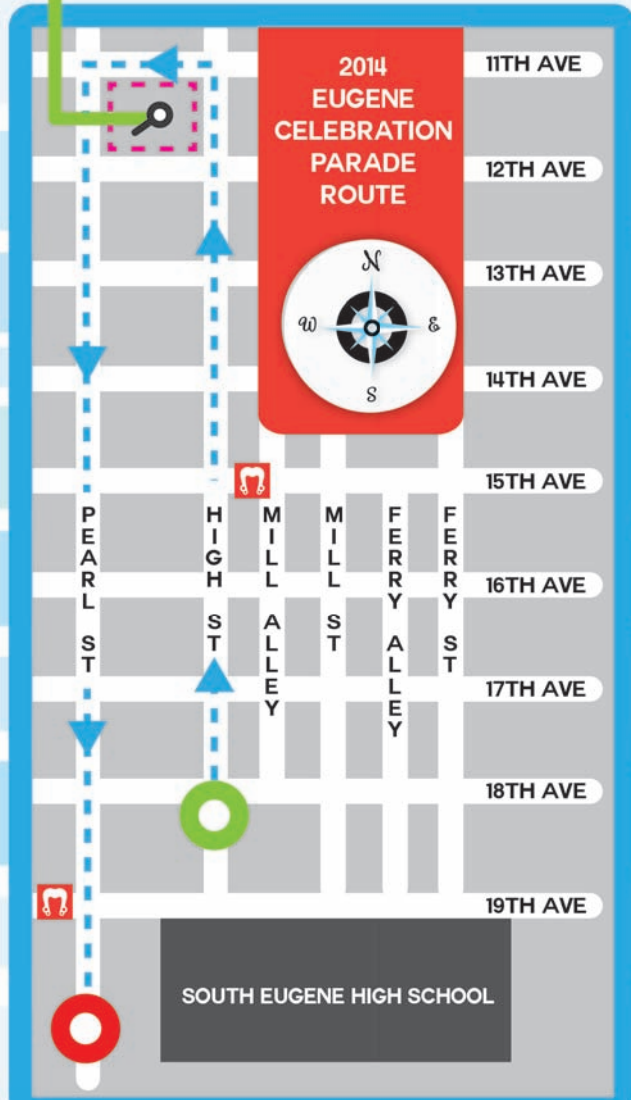 2014
EUGENE
CELEBRATION
PARADE
ROUTE
N
W
E
S
11TH AVE
12TH AVE
13TH AVE
14TH AVE
15TH AVE
16TH AVE
17TH AVE
18TH AVE
19TH AVE
PEARL ST
HIGH ST
MILL ALLEY
MILL ST
FERRY ALLEY
FERRY ST
SOUTH EUGENE HIGH SCHOOL